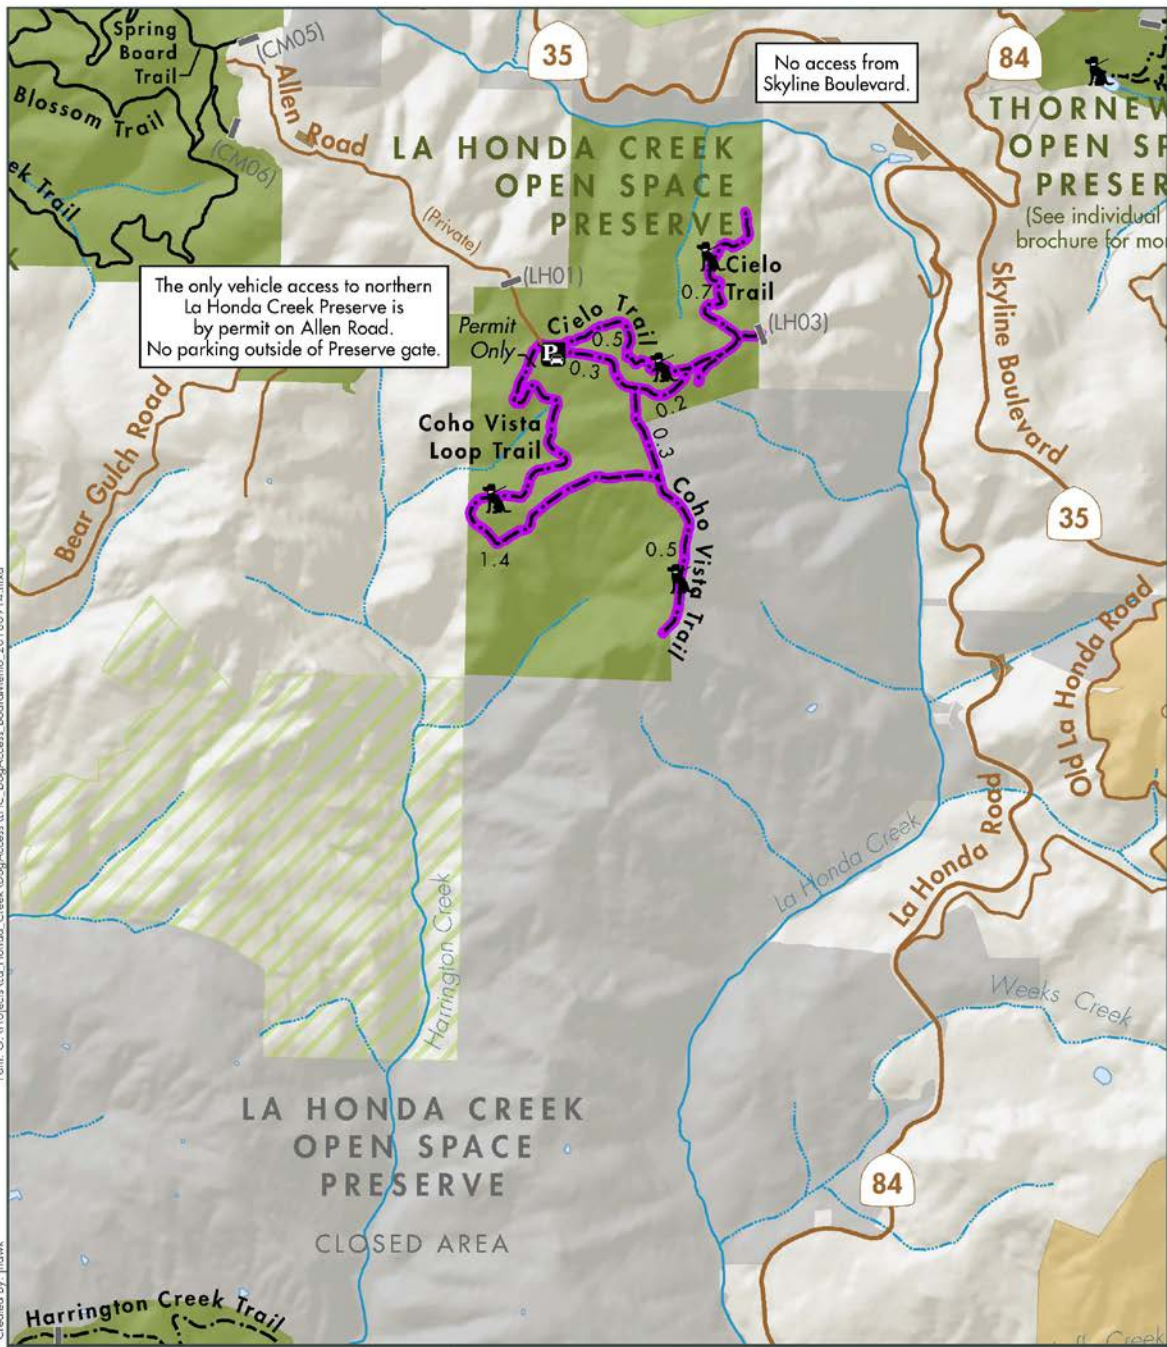 Spring
Board
Trail
(CM05)
35
84
No access from
Skyline Boulevard.
Blossom Trail
Allen Road
(CM06)
LA HONDA CREEK
OPEN SPACE
PRESERVE
THORNEW
OPEN SP
PRESER
(See individual
brochure for mo
ek Trail
K
(Private)
(LH01)
The only vehicle access to northern
La Honda Creek Preserve is
by permit on Allen Road.
No parking outside of Preserve gate.
Cielo
Trail
0.7
(LH03)
Permit
Only
P
Cielo Trail
0.5
0.3
0.2
0.3
Skyline Boulevard
Bear Gulch Road
Coho Vista
Loop Trail
1.4
Coho Vista Trail
0.5
35
Old La Honda Road
La Honda Road
La Honda Creek
Harrington Creek
Weeks Creek
LA HONDA CREEK
OPEN SPACE
PRESERVE
CLOSED AREA
84
Harrington Creek Trail
Creek